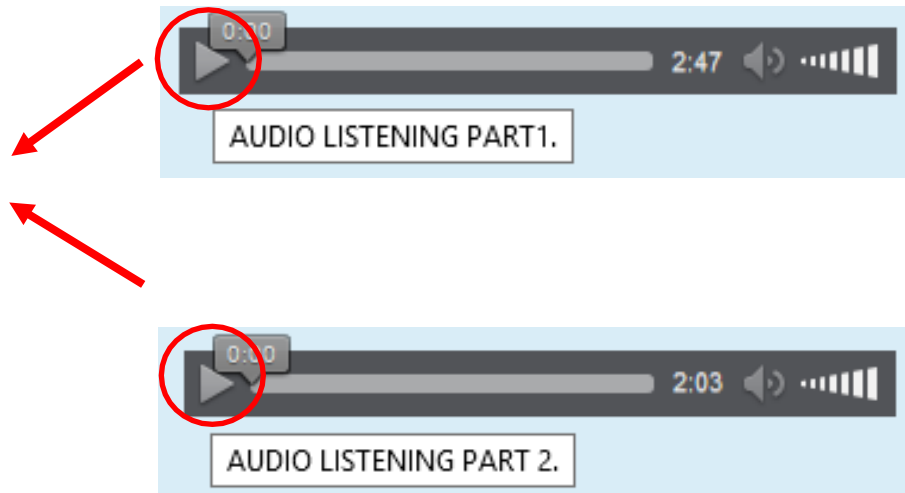 0:00
2:47
AUDIO LISTENING PART1.
0:00
2:03
AUDIO LISTENING PART 2.